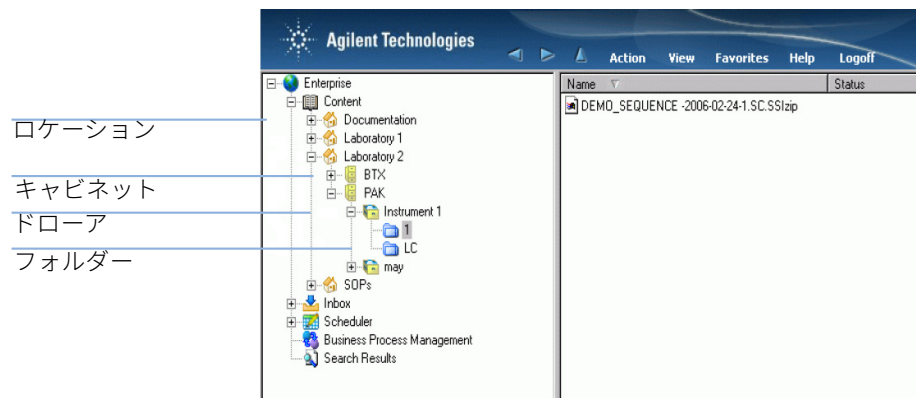 Agilent Technologies
Action View Favorites Help Logoff
Name Status
DEMO_SEQUENCE -2006-02-24-1.SC.SSIzip
ロケーション
キャビネット
ドローア
フォルダー
Enterprise
Content
Documentation
Laboratory 1
Laboratory 2
BTX
PAK
Instrument 1
1
LC
may
SOPs
Inbox
Scheduler
Business Process Management
Search Results